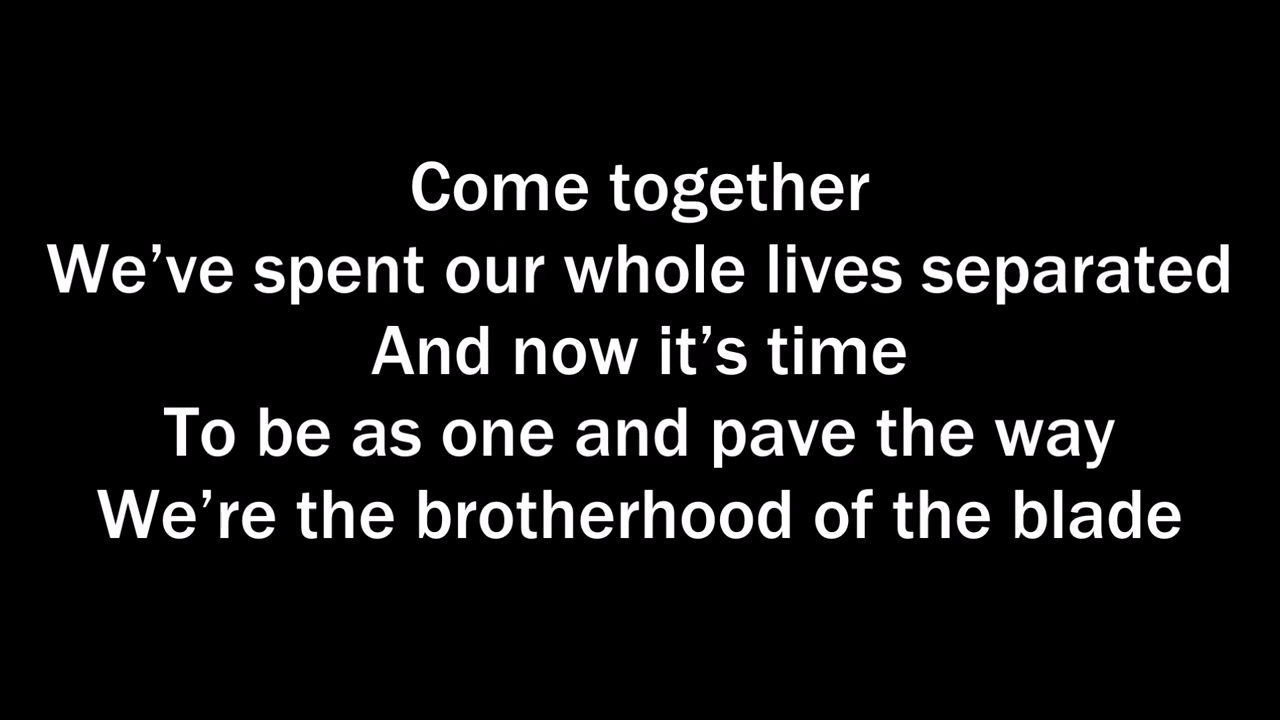 Come together
We’ve spent our whole lives separated
And now it’s time
To be as one and pave the way
We’re the brotherhood of the blade